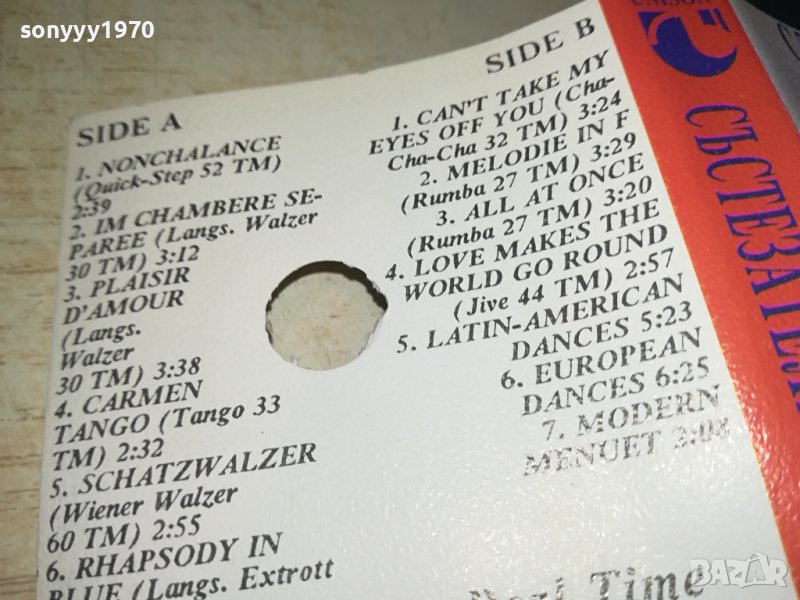 sonyyy1970
SIDE A
1. NONCHALANCE
(Quick-Step 52 TM)
2:39
2. IM CHAMBERE SE-
PAREE (Langs. Walzer
30 TM) 3:12
3. PLAISIR
D'AMOUR
(Langs.
Walzer
30 TM) 3:38
4. CARMEN
TANGO (Tango 33
TM) 2:32
5. SCHATZWALZER
(Wiener Walzer
60 TM) 2:55
6. RHAPSODY IN
BLUE (Langs. Extrott
SIDE B
1. CAN'T TAKE MY
EYES OFF YOU (Cha-
Cha-Cha 32 TM) 3:24
2. MELODIE IN F
(Rumba 27 TM) 3:29
3. ALL AT ONCE
(Rumba 27 TM) 3:20
4. LOVE MAKES THE
WORLD GO ROUND
(Jive 44 TM) 2:57
5. LATIN-AMERICAN
DANCES 5:23
6. EUROPEAN
DANCES 6:25
7. MODERN
MENUET 2:08
Time
UNISON
bazar.bg